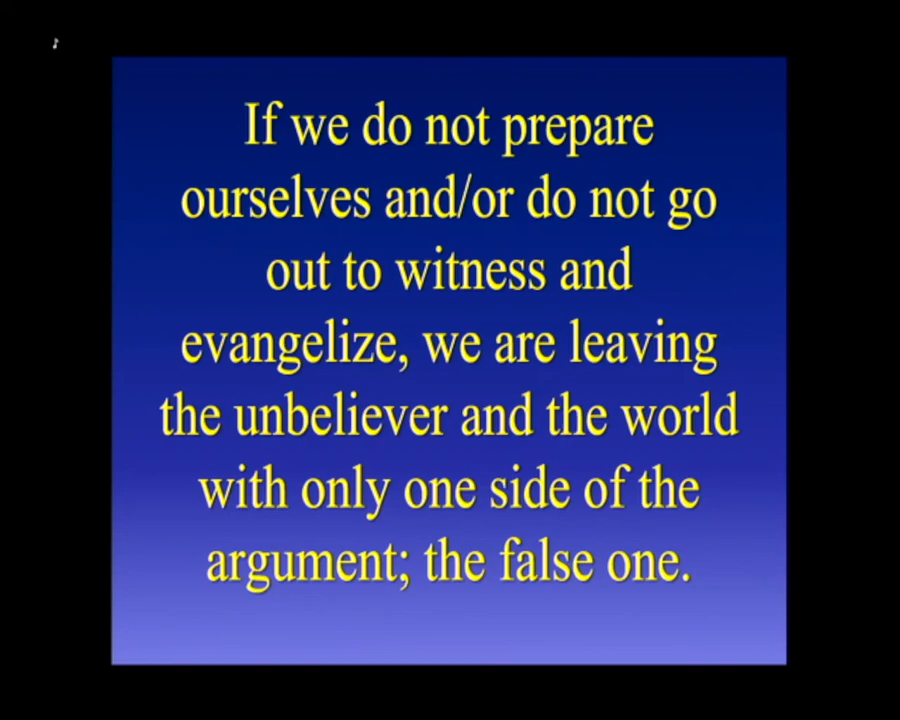 If we do not prepare
ourselves and/or do not go
out to witness and
evangelize, we are leaving
the unbeliever and the world
with only one side of the
argument; the false one.